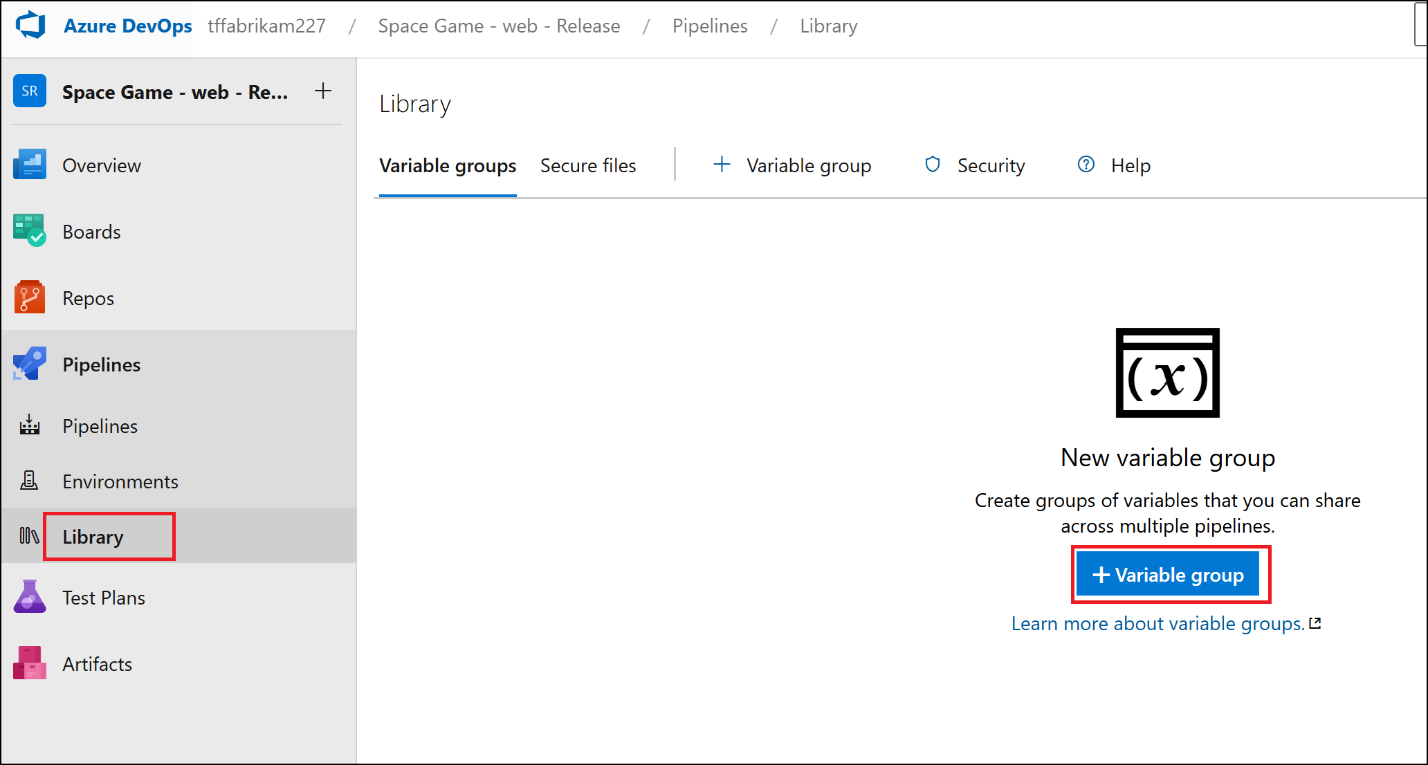 Azure DevOps tffabrikam227 / Space Game - web - Release / Pipelines / Library
SR Space Game - web - Re... +
Overview
Boards
Repos
Pipelines
Pipelines
Environments
Library
Test Plans
Artifacts
Library
Variable groups Secure files + Variable group Security ? Help
(x)
New variable group
Create groups of variables that you can share
across multiple pipelines.
+ Variable group
Learn more about variable groups.